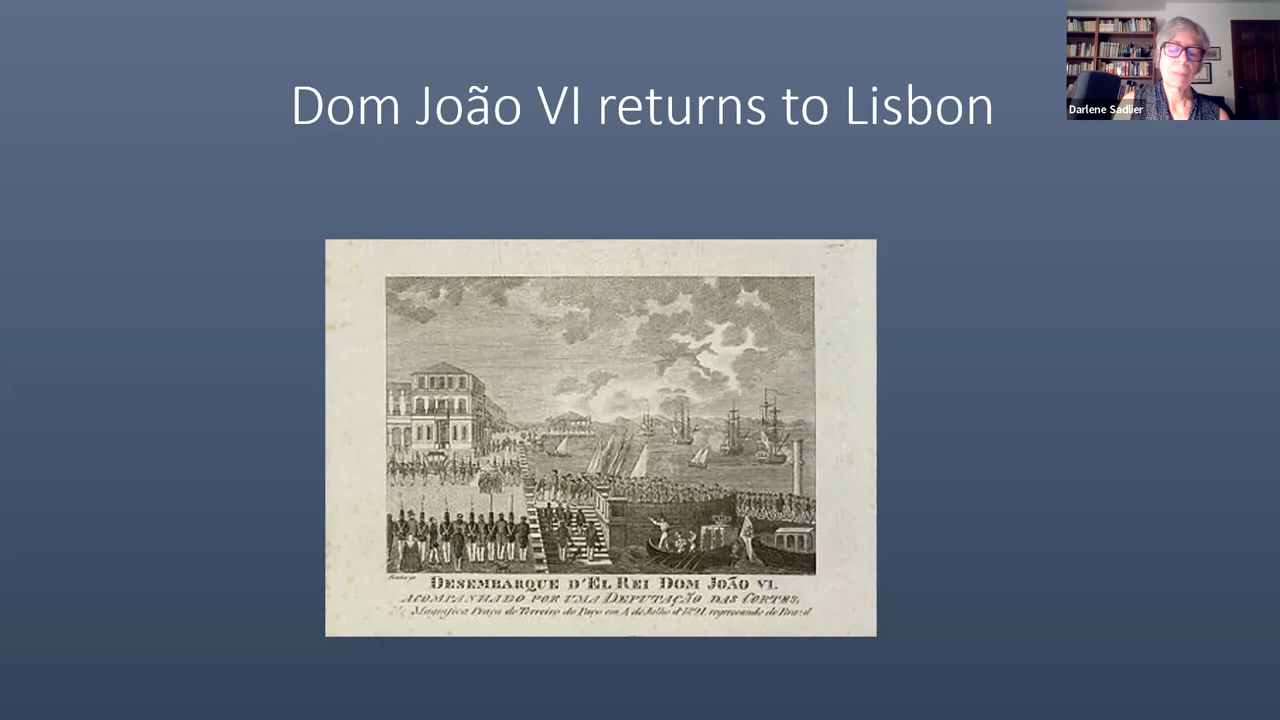 Dom João VI returns to Lisbon
Darlene Sadlier
DESEMBARQUE D'EL REI DOM JOÃO VI.
ACOMPANHADO POR UMA DEPUTAÇÃO DAS CORTES,
Magnifica Praça do Terreiro do Paço em 4 de Julho d'1821, regressando do Brazil